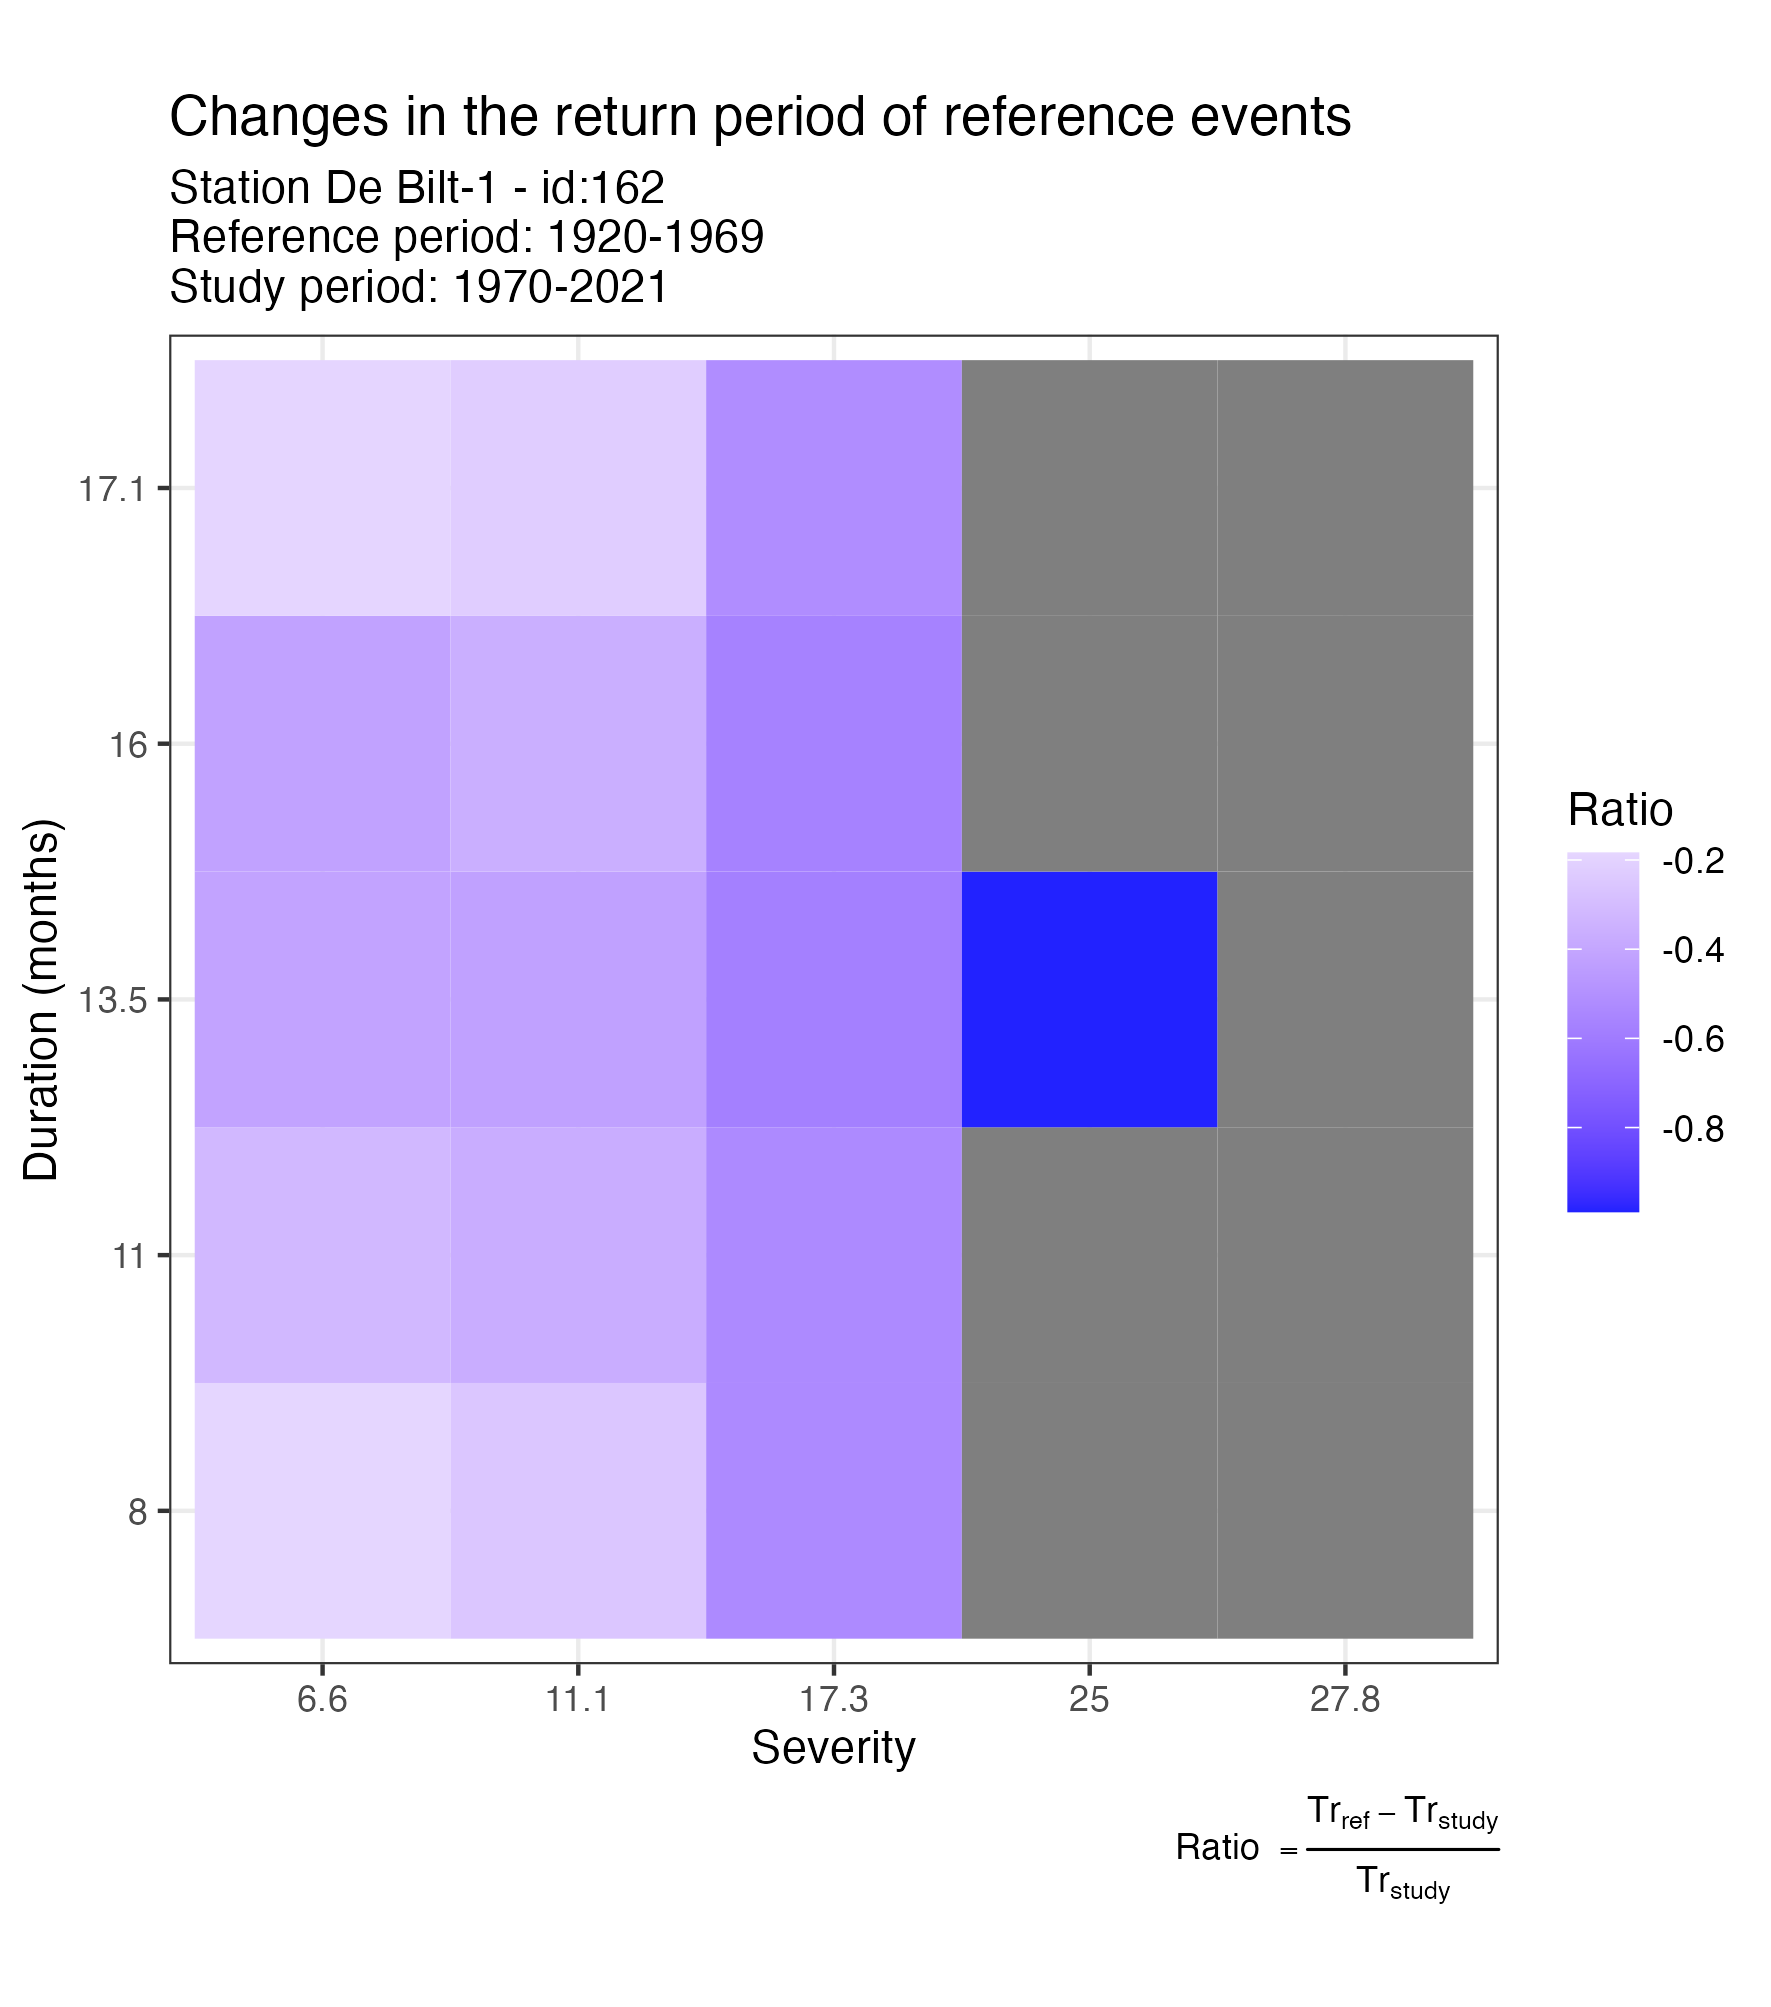 Changes in the return period of reference events
Station De Bilt-1 - id:162
Reference period: 1920-1969
Study period: 1970-2021
17.1
16
13.5
11
8
Duration (months)
6.6
11.1
17.3
25
27.8
Severity
Ratio
-0.2
-0.4
-0.6
-0.8
Ratio = (Tr_ref − Tr_study) / Tr_study